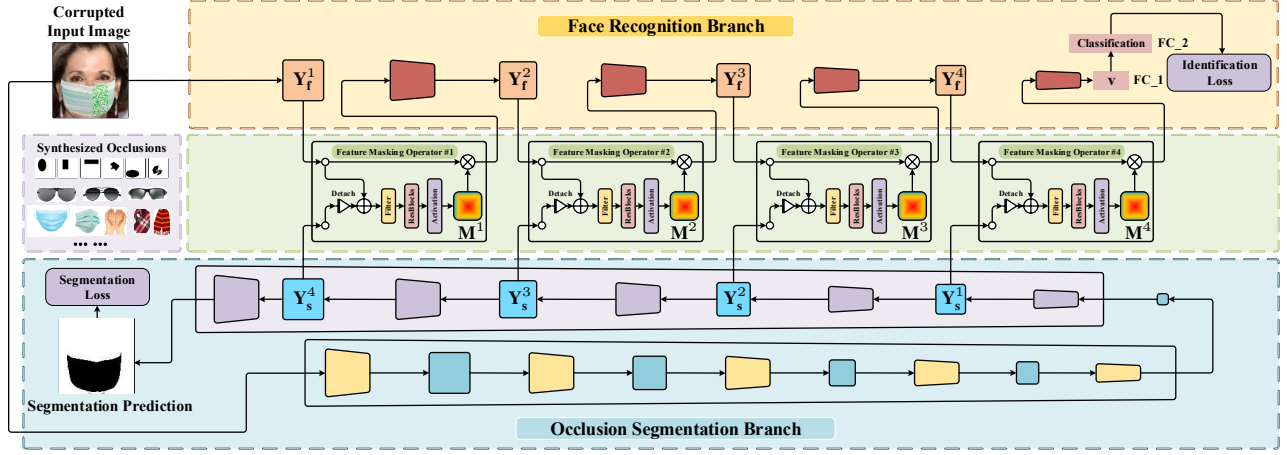 Corrupted
Input Image
Face Recognition Branch
Classification
FC_2
v
FC_1
Identification
Loss
Y_f^1
Y_f^2
Y_f^3
Y_f^4
Synthesized Occlusions
... ...
Feature Masking Operator #1
Detach
Filter
ResBlocks
Activation
M^1
Feature Masking Operator #2
Detach
Filter
ResBlocks
Activation
M^2
Feature Masking Operator #3
Detach
Filter
ResBlocks
Activation
M^3
Feature Masking Operator #4
Detach
Filter
ResBlocks
Activation
M^4
Segmentation
Loss
Y_s^4
Y_s^3
Y_s^2
Y_s^1
Segmentation Prediction
Occlusion Segmentation Branch